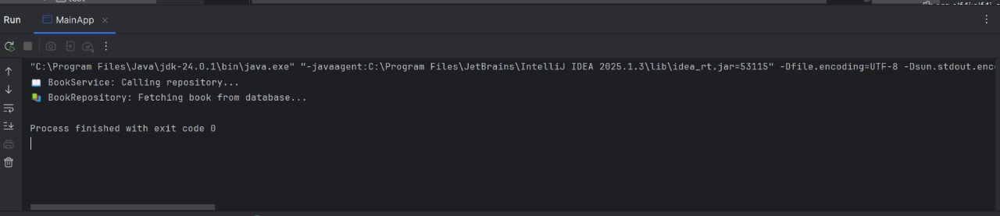 Run
MainApp
"C:\Program Files\Java\jdk-24.0.1\bin\java.exe" "-javaagent:C:\Program Files\JetBrains\IntelliJ IDEA 2025.1.3\lib\idea_rt.jar=53115" -Dfile.encoding=UTF-8 -Dsun.stdout.enc
📖 BookService: Calling repository...
📚 BookRepository: Fetching book from database...
Process finished with exit code 0